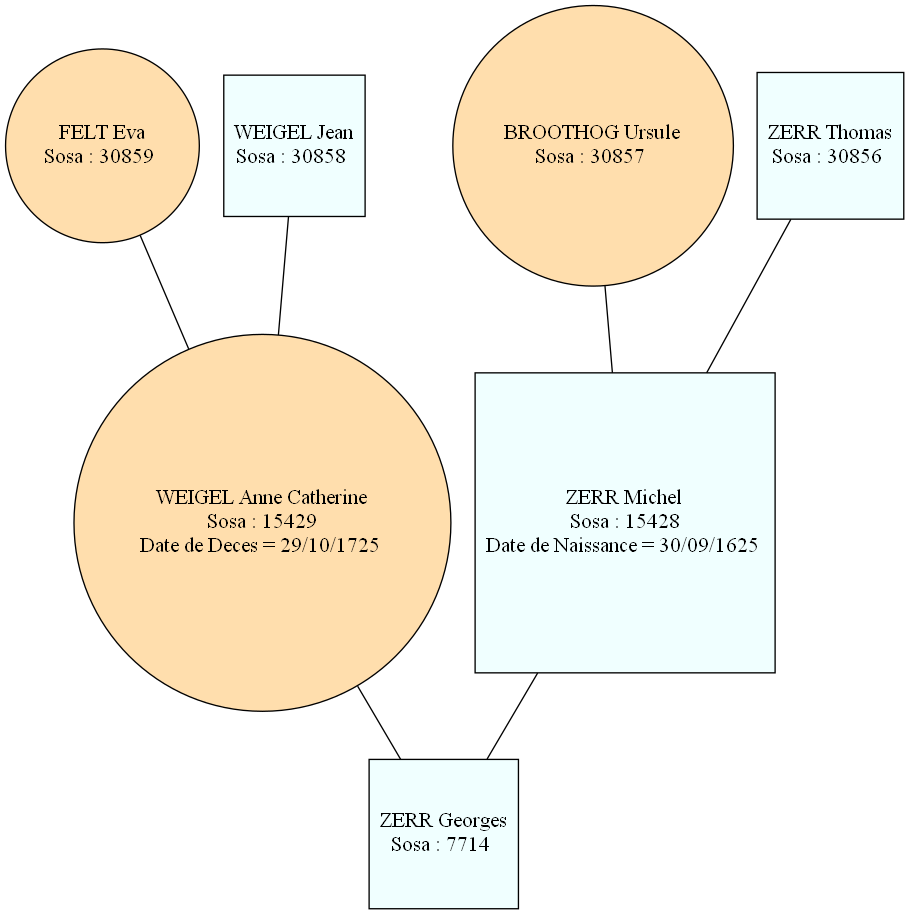 FELT Eva
Sosa : 30859
WEIGEL Jean
Sosa : 30858
BROOTHOG Ursule
Sosa : 30857
ZERR Thomas
Sosa : 30856
WEIGEL Anne Catherine
Sosa : 15429
Date de Deces = 29/10/1725
ZERR Michel
Sosa : 15428
Date de Naissance = 30/09/1625
ZERR Georges
Sosa : 7714